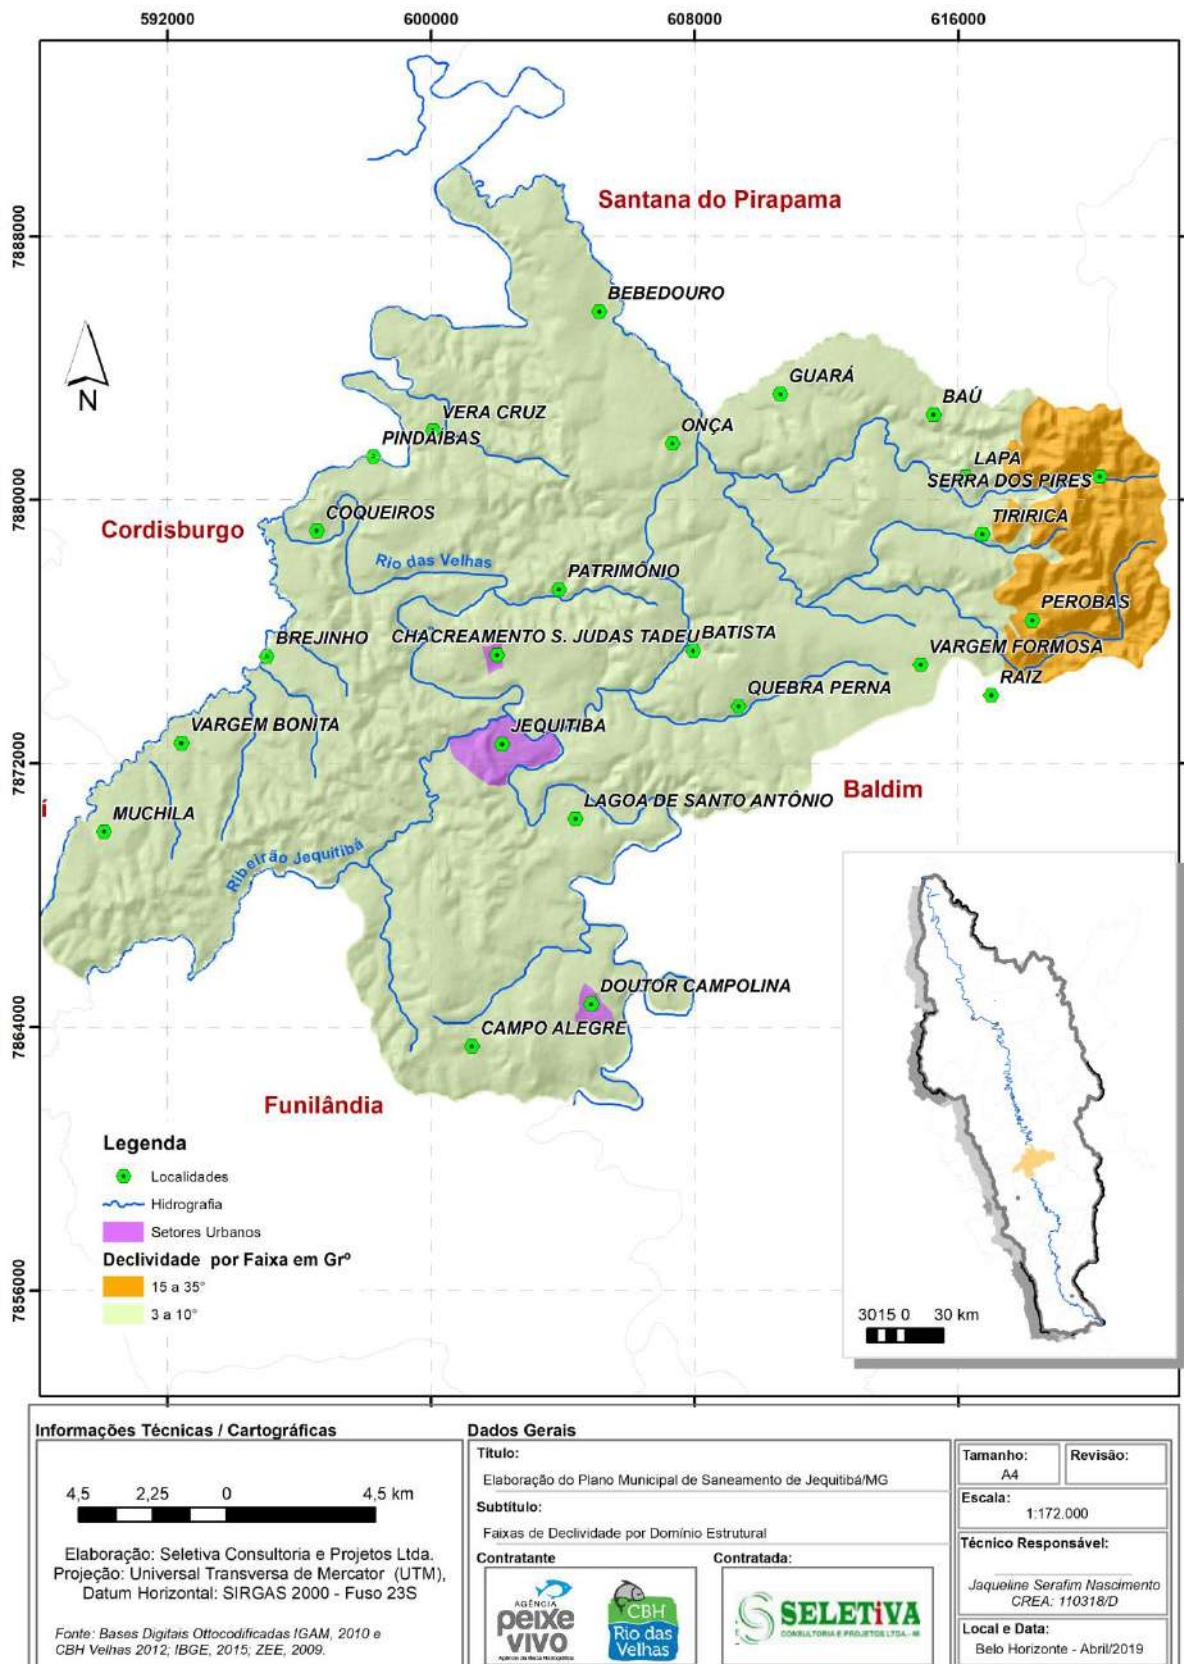 592000 600000 608000 616000
7888000
7880000
7872000
7864000
7856000
N
Santana do Pirapama
BEBEDOURO
GUARÁ
BAÚ
VERA CRUZ
ONÇA
PINDAÍBAS
LAPA
SERRA DOS PIRES
COQUEIROS
TIRIRICA
Cordisburgo
Rio das Velhas
PATRIMÔNIO
PEROBAS
BREJINHO
CHACREAMENTO S. JUDAS TADEU
BATISTA
VARGEM FORMOSA
RAIZ
QUEBRA PERNA
VARGEM BONITA
JEQUITIBÁ
Baldim
LAGOA DE SANTO ANTÔNIO
í
MUCHILA
Ribeirão Jequitibá
DOUTOR CAMPOLINA
CAMPO ALEGRE
Funilândia
Legenda
Localidades
Hidrografia
Setores Urbanos
Declividade por Faixa em Grº
15 a 35°
3 a 10°
3015 0 30 km
Informações Técnicas / Cartográficas
4,5 2,25 0 4,5 km
Elaboração: Seletiva Consultoria e Projetos Ltda.
Projeção: Universal Transversa de Mercator (UTM),
Datum Horizontal: SIRGAS 2000 - Fuso 23S
Fonte: Bases Digitais Ottocodificadas IGAM, 2010 e
CBH Velhas 2012; IBGE, 2015; ZEE, 2009.
Dados Gerais
Título:
Elaboração do Plano Municipal de Saneamento de Jequitibá/MG
Subtítulo:
Faixas de Declividade por Domínio Estrutural
Contratante
AGÊNCIA
peixe
vivo
CBH
Rio das
Velhas
Contratada:
SELETiVA
CONSULTORIA E PROJETOS LTDA.
Tamanho:
A4
Revisão:
Escala:
1:172.000
Técnico Responsável:
Jaqueline Serafim Nascimento
CREA: 110318/D
Local e Data:
Belo Horizonte - Abril/2019